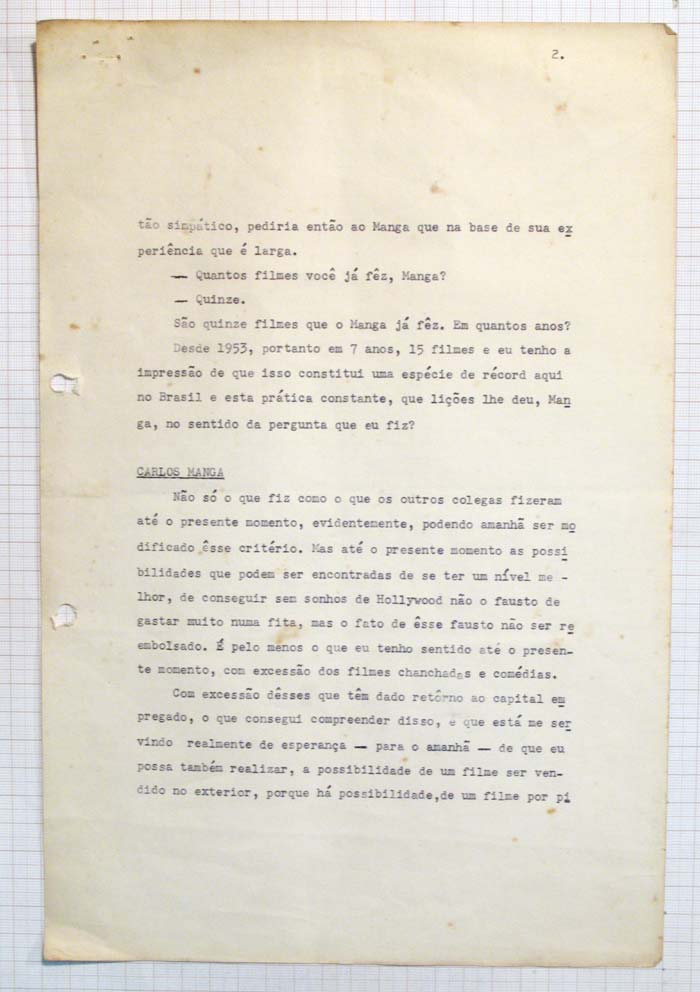 2.
tão simpático, pediria então ao Manga que na base de sua ex
periência que é larga.
— Quantos filmes você já fêz, Manga?
— Quinze.
São quinze filmes que o Manga já fêz. Em quantos anos?
Desde 1953, portanto em 7 anos, 15 filmes e eu tenho a
impressão de que isso constitui uma espécie de récord aqui
no Brasil e esta prática constante, que lições lhe deu, Man
ga, no sentido da pergunta que eu fiz?
CARLOS MANGA
Não só o que fiz como o que os outros colegas fizeram
até o presente momento, evidentemente, podendo amanhã ser mo
dificado êsse critério. Mas até o presente momento as possi
bilidades que podem ser encontradas de se ter um nível me -
lhor, de conseguir sem sonhos de Hollywood não o fausto de
gastar muito numa fita, mas o fato de êsse fausto não ser re
embolsado. É pelo menos o que eu tenho sentido até o presen-
te momento, com excessão dos filmes chanchadas e comédias.
Com excessão dêsses que têm dado retôrno ao capital em
pregado, o que consegui compreender disso, e que está me ser
vindo realmente de esperança — para o amanhã — de que eu
possa também realizar, a possibilidade de um filme ser ven-
dido no exterior, porque há possibilidade,de um filme por pi